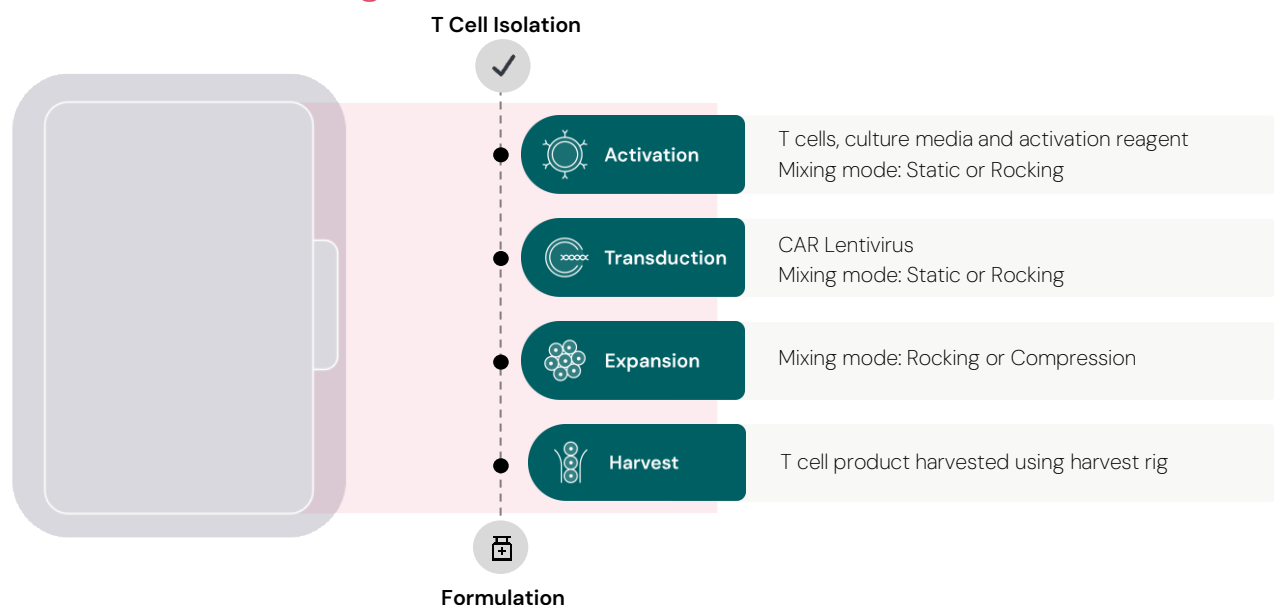 T Cell Isolation
Activation
T cells, culture media and activation reagent
Mixing mode: Static or Rocking
Transduction
CAR Lentivirus
Mixing mode: Static or Rocking
Expansion
Mixing mode: Rocking or Compression
Harvest
T cell product harvested using harvest rig
Formulation